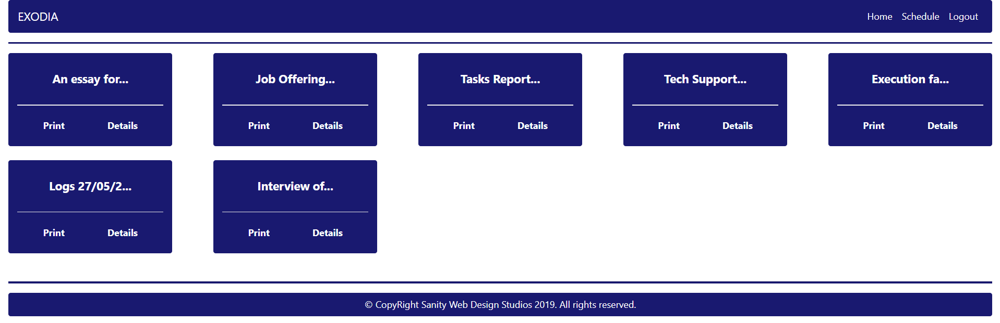 EXODIA
Home Schedule Logout
An essay for...
Print Details
Job Offering...
Print Details
Tasks Report...
Print Details
Tech Support...
Print Details
Execution fa...
Print Details
Logs 27/05/2...
Print Details
Interview of...
Print Details
© CopyRight Sanity Web Design Studios 2019. All rights reserved.